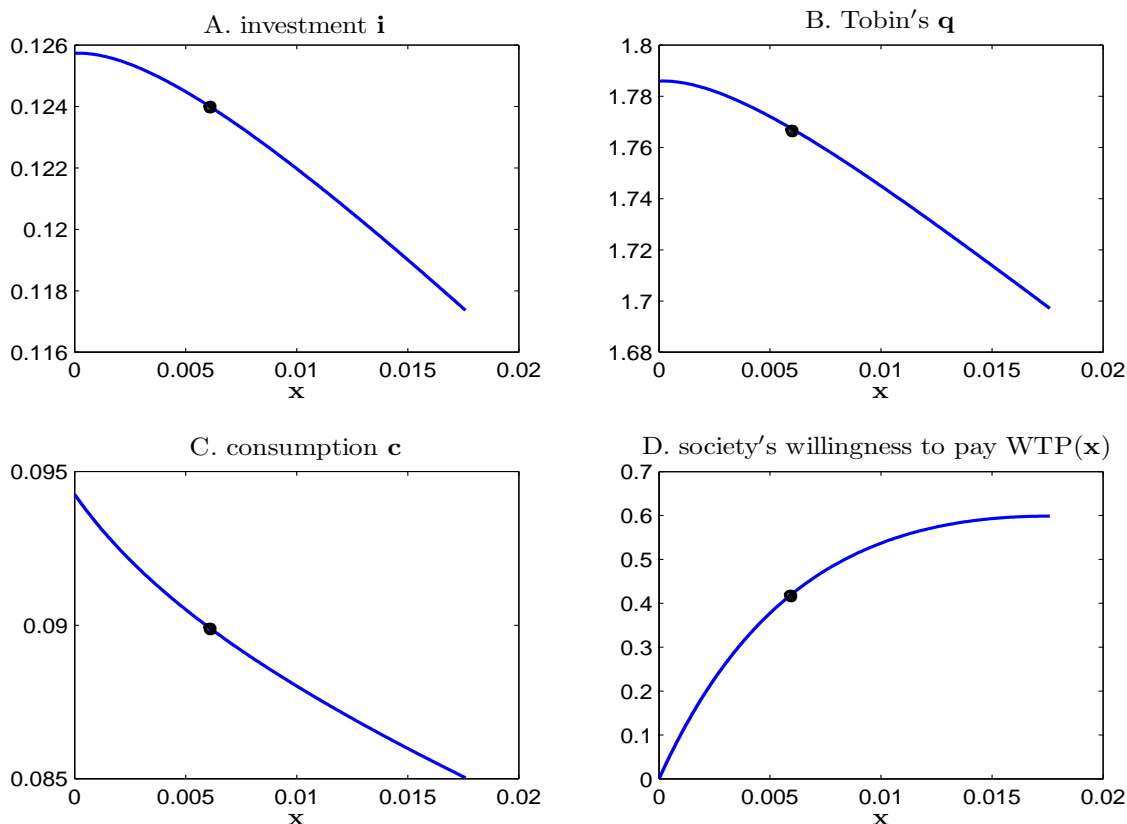 A. investment i
0.126
0.124
0.122
0.12
0.118
0.116
0 0.005 0.01 0.015 0.02
x
B. Tobin′s q
1.8
1.78
1.76
1.74
1.72
1.7
1.68
0 0.005 0.01 0.015 0.02
x
C. consumption c
0.095
0.09
0.085
0 0.005 0.01 0.015 0.02
x
D. society′s willingness to pay WTP(x)
0.7
0.6
0.5
0.4
0.3
0.2
0.1
0
0 0.005 0.01 0.015 0.02
x